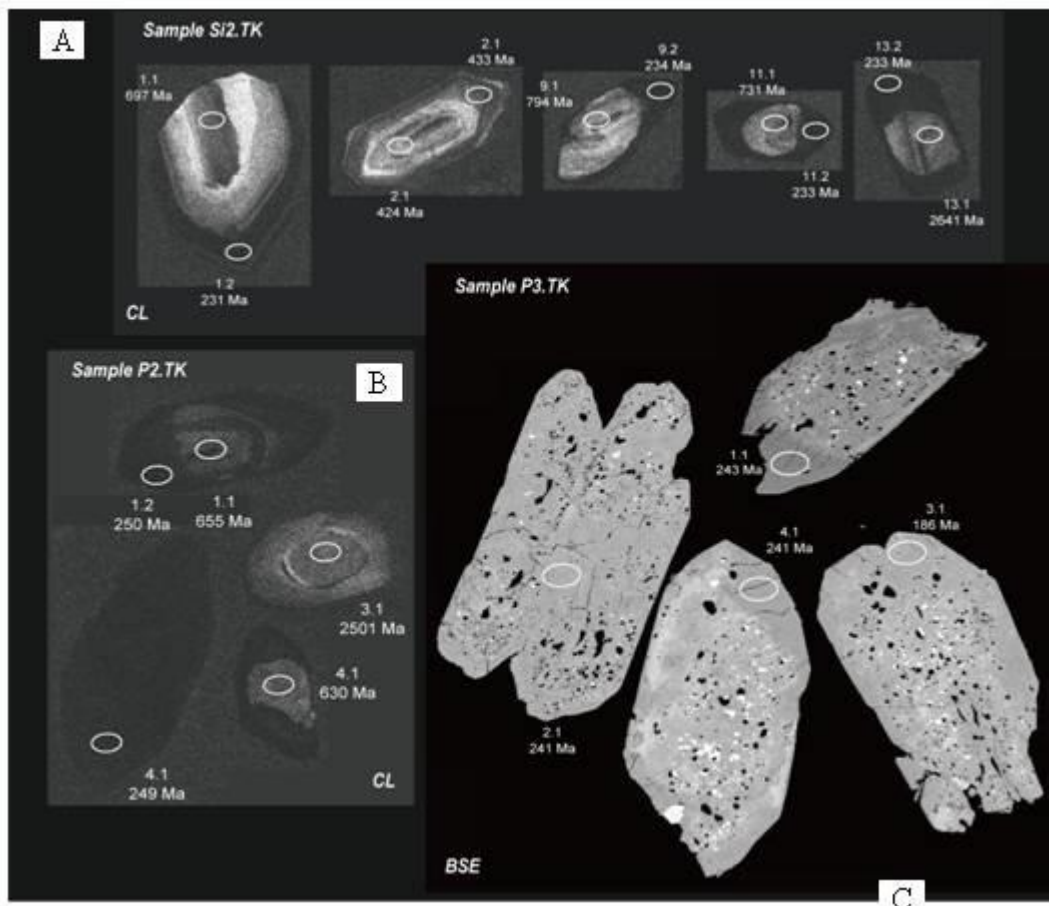 A
Sample Si2.TK
1.1
697 Ma
2.1
433 Ma
9.1
794 Ma
9.2
234 Ma
11.1
731 Ma
13.2
233 Ma
2.1
424 Ma
11.2
233 Ma
13.1
2641 Ma
1.2
231 Ma
CL
Sample P2.TK
B
1.2
250 Ma
1.1
655 Ma
3.1
2501 Ma
4.1
630 Ma
4.1
249 Ma
CL
Sample P3.TK
1.1
243 Ma
4.1
241 Ma
3.1
186 Ma
2.1
241 Ma
BSE
C